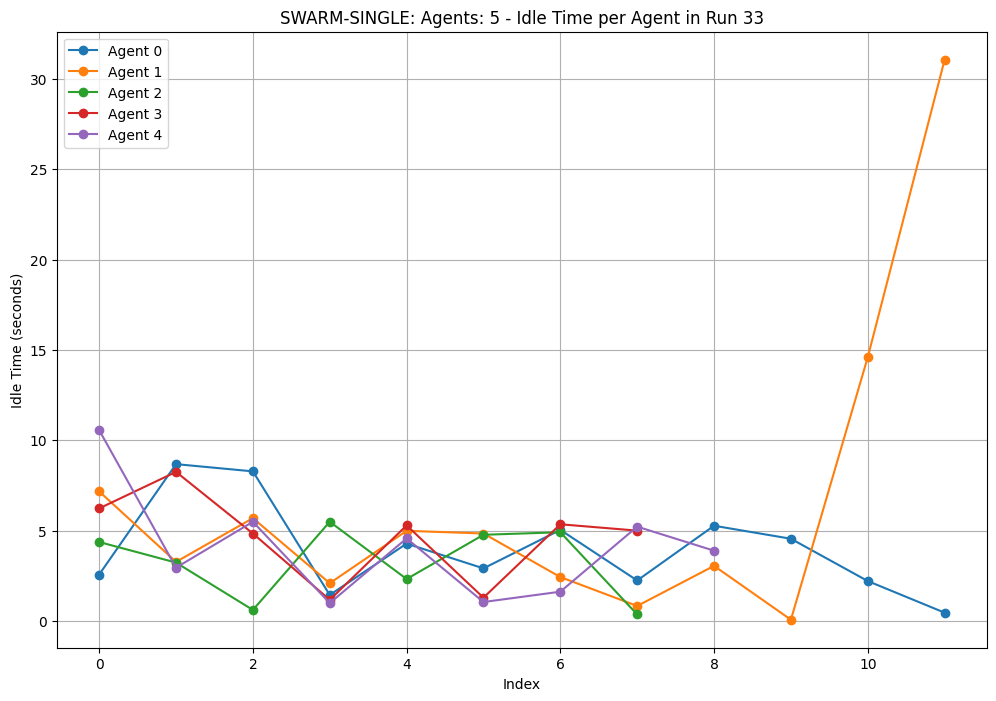 SWARM-SINGLE: Agents: 5 - Idle Time per Agent in Run 33
Agent 0
Agent 1
Agent 2
Agent 3
Agent 4
Idle Time (seconds)
30
25
20
15
10
5
0
0 2 4 6 8 10
Index